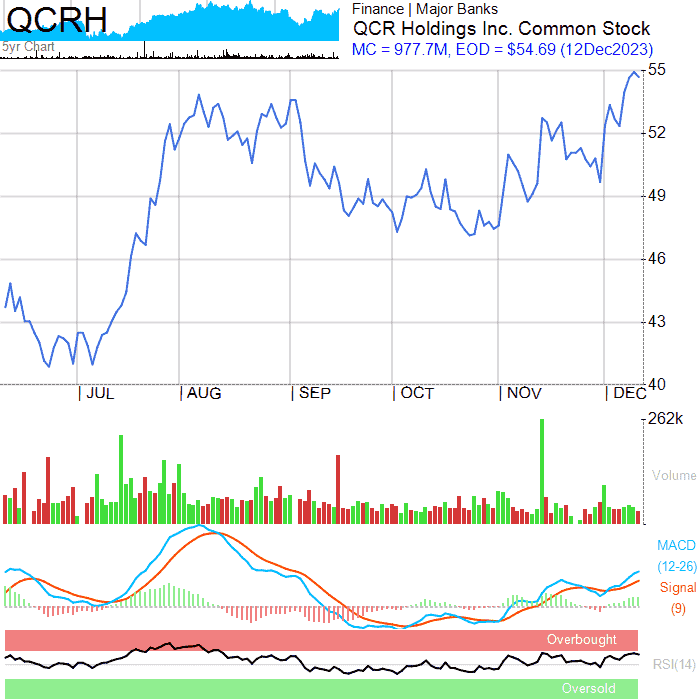 QCRH
5yr Chart
Finance | Major Banks
QCR Holdings Inc. Common Stock
MC = 977.7M, EOD = $54.69 (12Dec2023)
55
52
49
46
43
40
| JUL | AUG | SEP | OCT | NOV | DEC
262k
Volume
MACD
(12-26)
Signal
(9)
Overbought
RSI(14)
Oversold